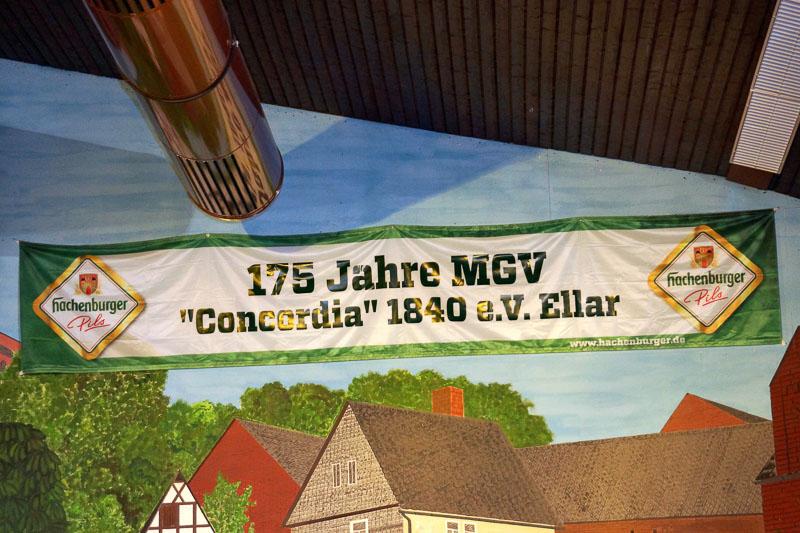 175 Jahre MGV
"Concordia" 1840 e.V. Ellar
hachenburger
Pils
hachenburger
Pils
www.hachenburger.de